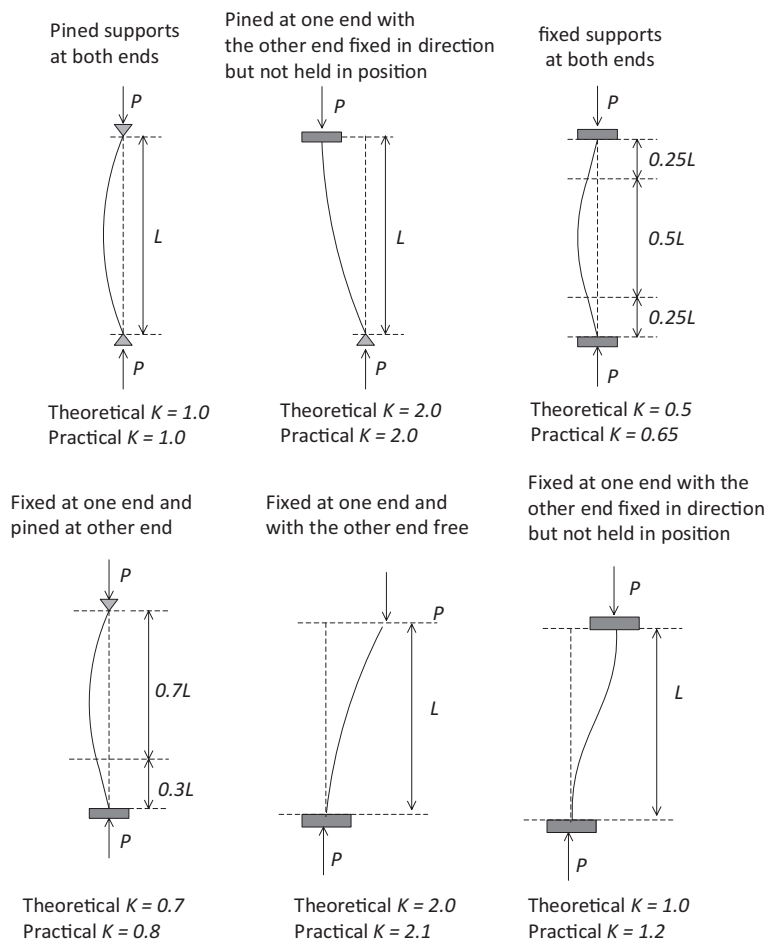 Pined supports
at both ends
P
L
P
Theoretical K = 1.0
Practical K = 1.0
Pined at one end with
the other end fixed in direction
but not held in position
P
L
P
Theoretical K = 2.0
Practical K = 2.0
fixed supports
at both ends
P
0.25L
0.5L
0.25L
P
Theoretical K = 0.5
Practical K = 0.65
Fixed at one end and
pined at other end
P
0.7L
0.3L
P
Theoretical K = 0.7
Practical K = 0.8
Fixed at one end and
with the other end free
P
L
P
Theoretical K = 2.0
Practical K = 2.1
Fixed at one end with the
other end fixed in direction
but not held in position
P
L
P
Theoretical K = 1.0
Practical K = 1.2